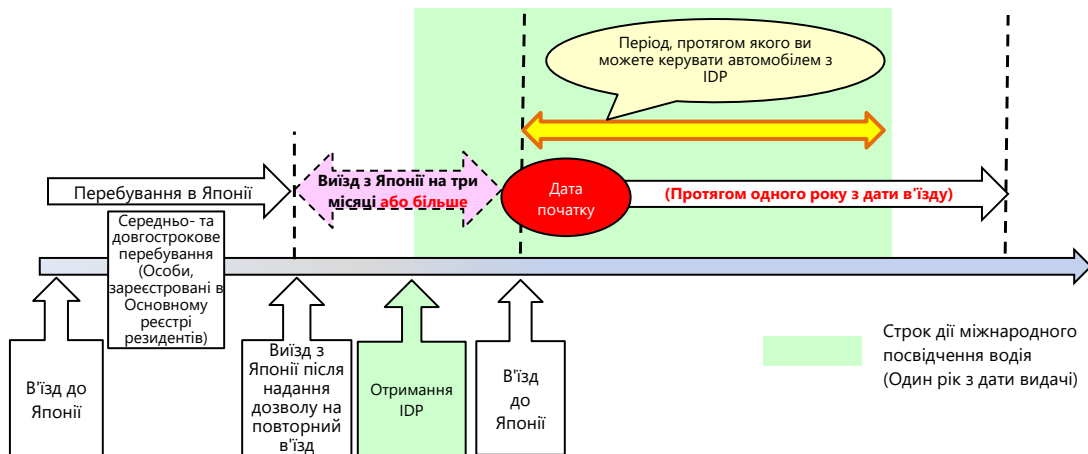 Період, протягом якого ви
можете керувати автомобілем з
IDP
Перебування в Японії
Виїзд з Японії на три
місяці або більше
Дата
початку
(Протягом одного року з дати в'їзду)
Середньо- та
довгострокове
перебування
(Особи,
зареєстровані в
Основному
реєстрі
резидентів)
В'їзд до
Японії
Виїзд з
Японії після
надання
дозволу на
повторний
в'їзд
Отримання
IDP
В'їзд
до
Японії
Строк дії міжнародного
посвідчення водія
(Один рік з дати видачі)